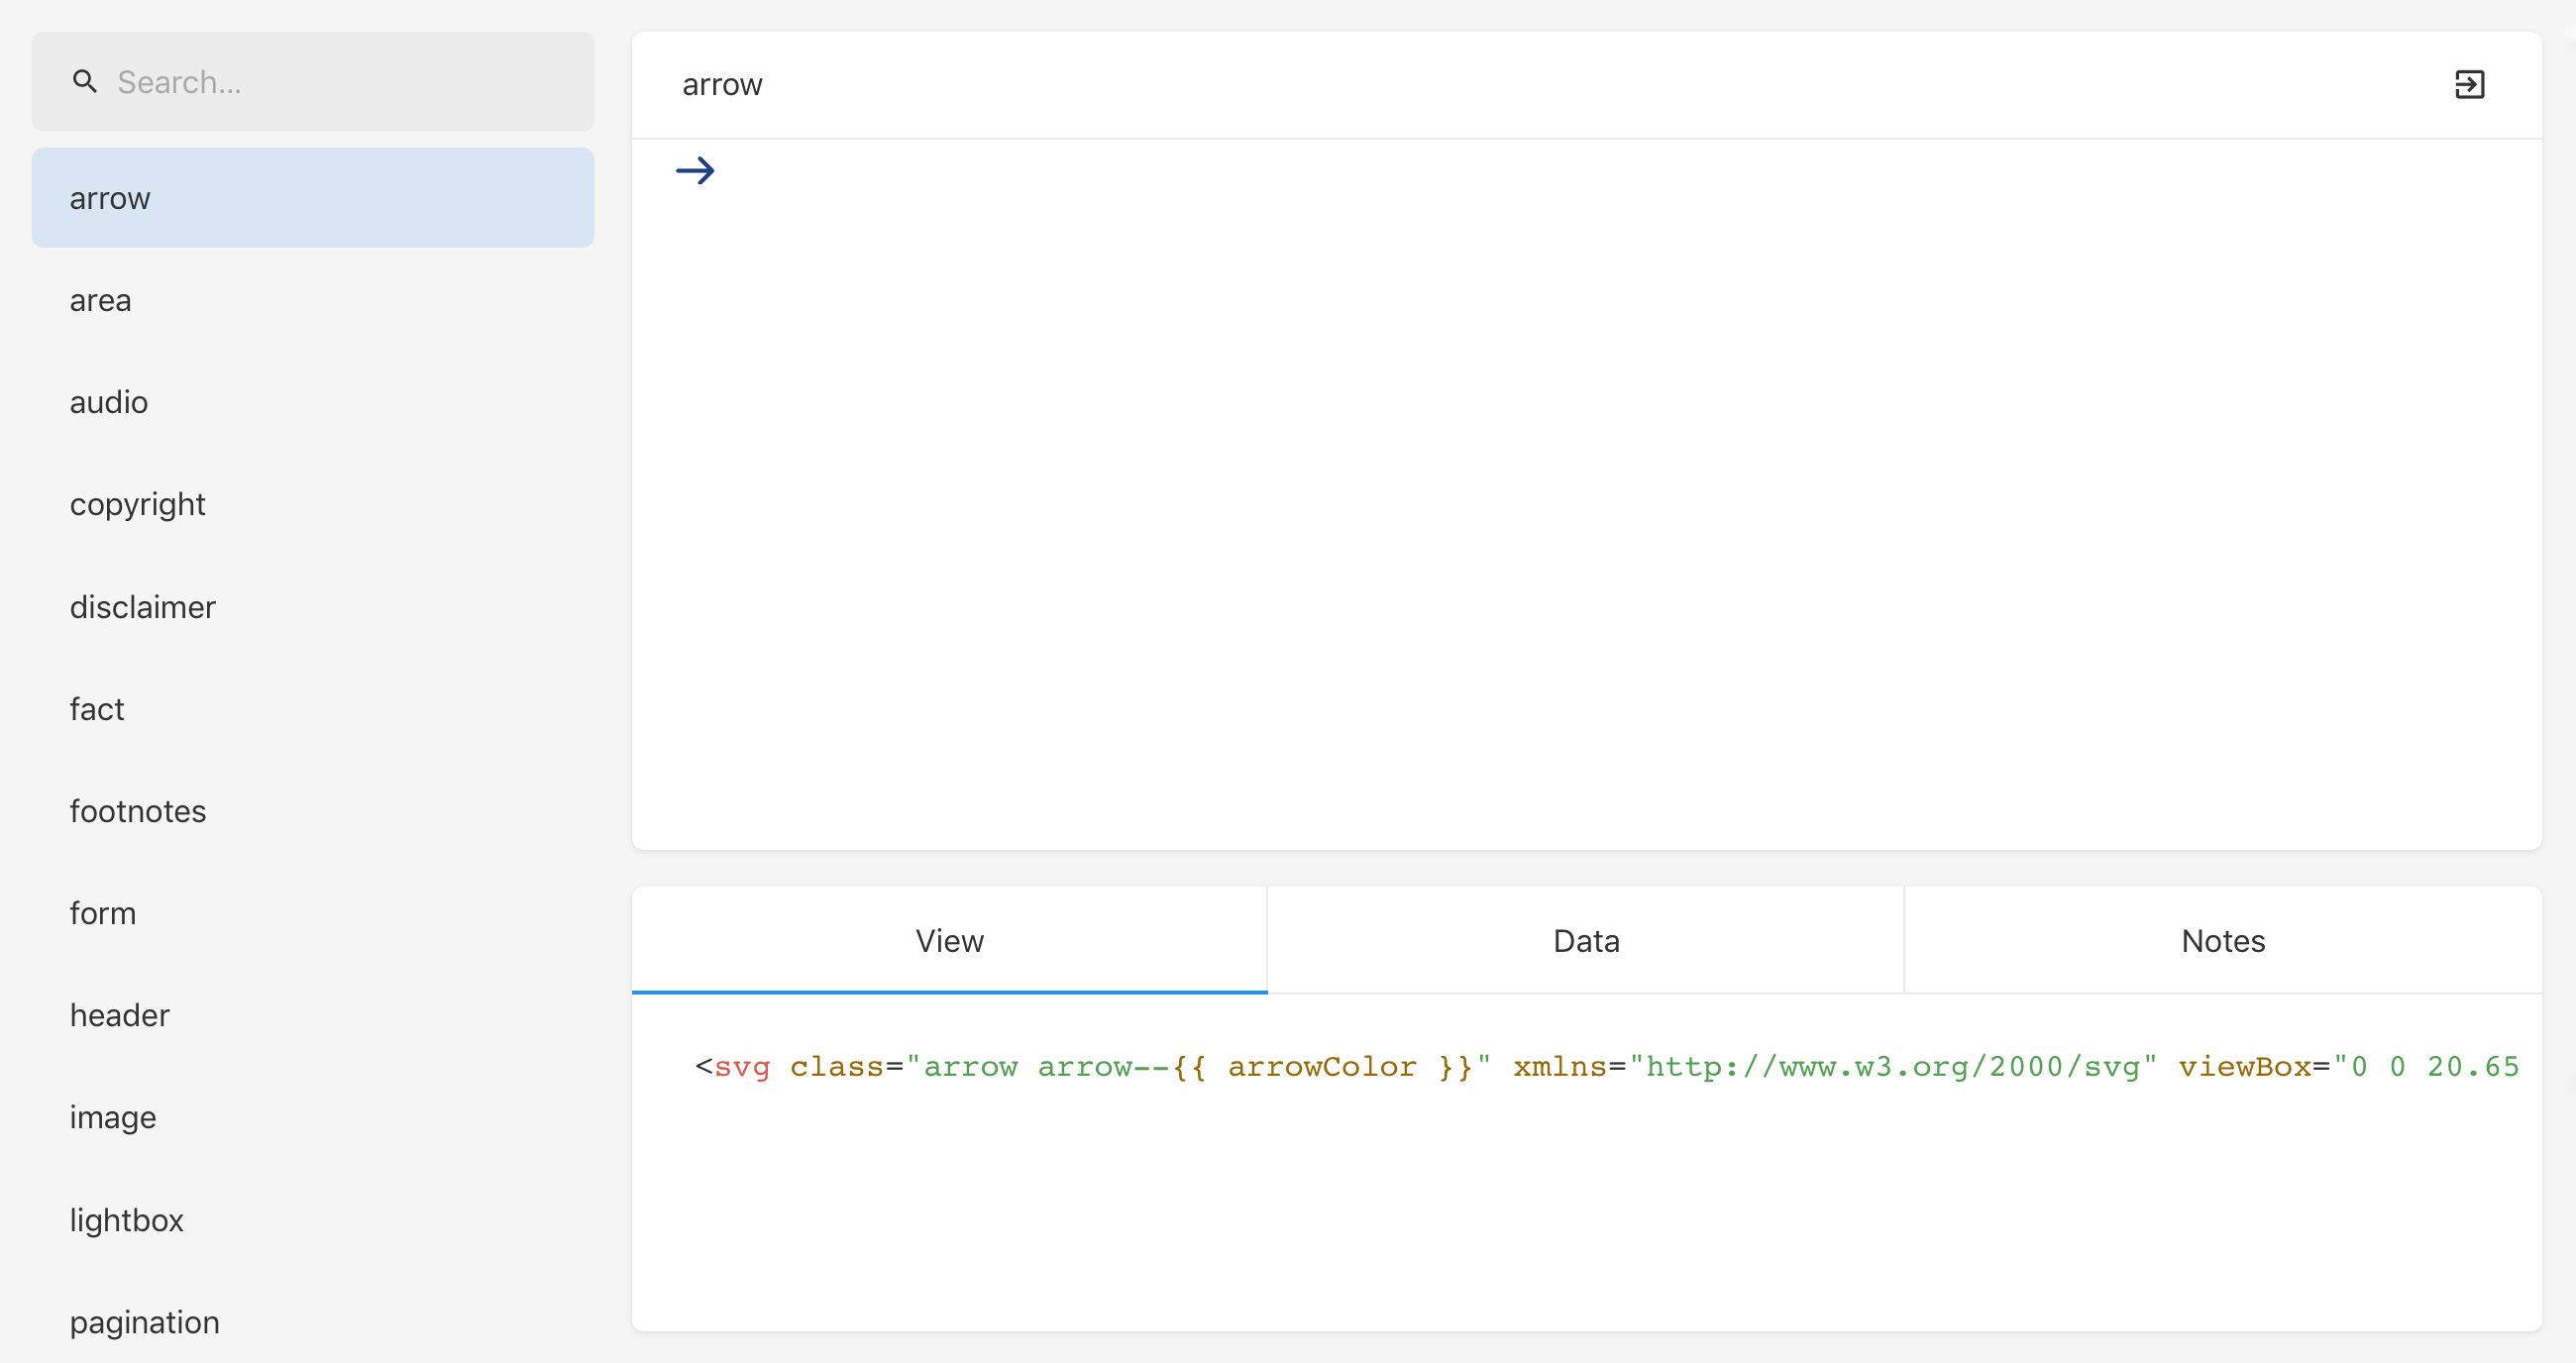 Search...
arrow
area
audio
copyright
disclaimer
fact
footnotes
form
header
image
lightbox
pagination
arrow
View
Data
Notes
<svg class="arrow arrow--{{ arrowColor }}" xmlns="http://www.w3.org/2000/svg" viewBox="0 0 20.65